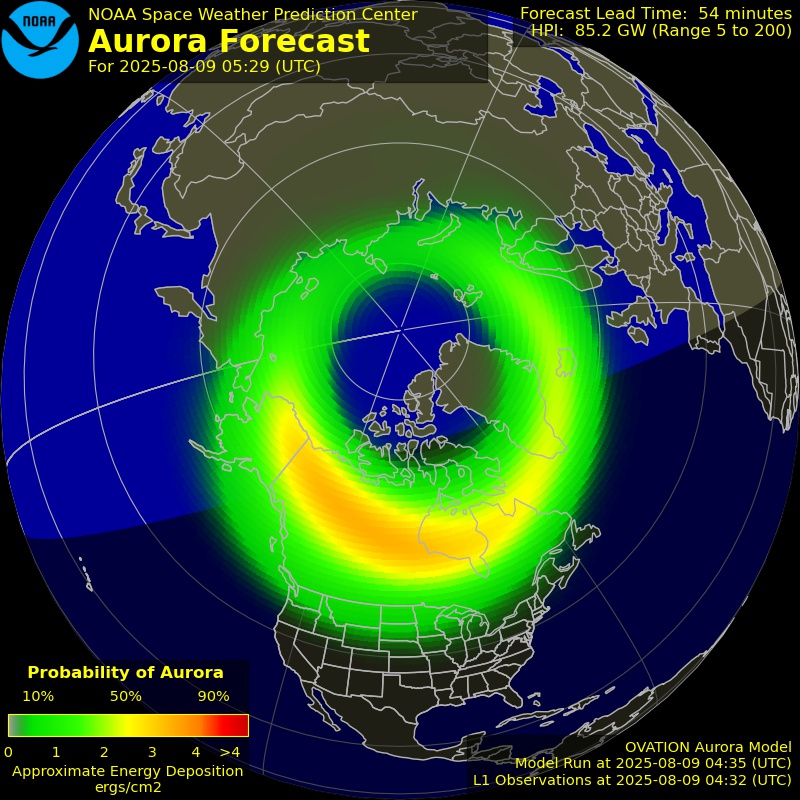 NOAA
NOAA Space Weather Prediction Center
Aurora Forecast
For 2025-08-09 05:29 (UTC)
Forecast Lead Time:  54 minutes
HPI:  85.2 GW (Range 5 to 200)
Probability of Aurora
10% 50% 90%
0 1 2 3 4 >4
Approximate Energy Deposition
ergs/cm2
OVATION Aurora Model
Model Run at 2025-08-09 04:35 (UTC)
L1 Observations at 2025-08-09 04:32 (UTC)